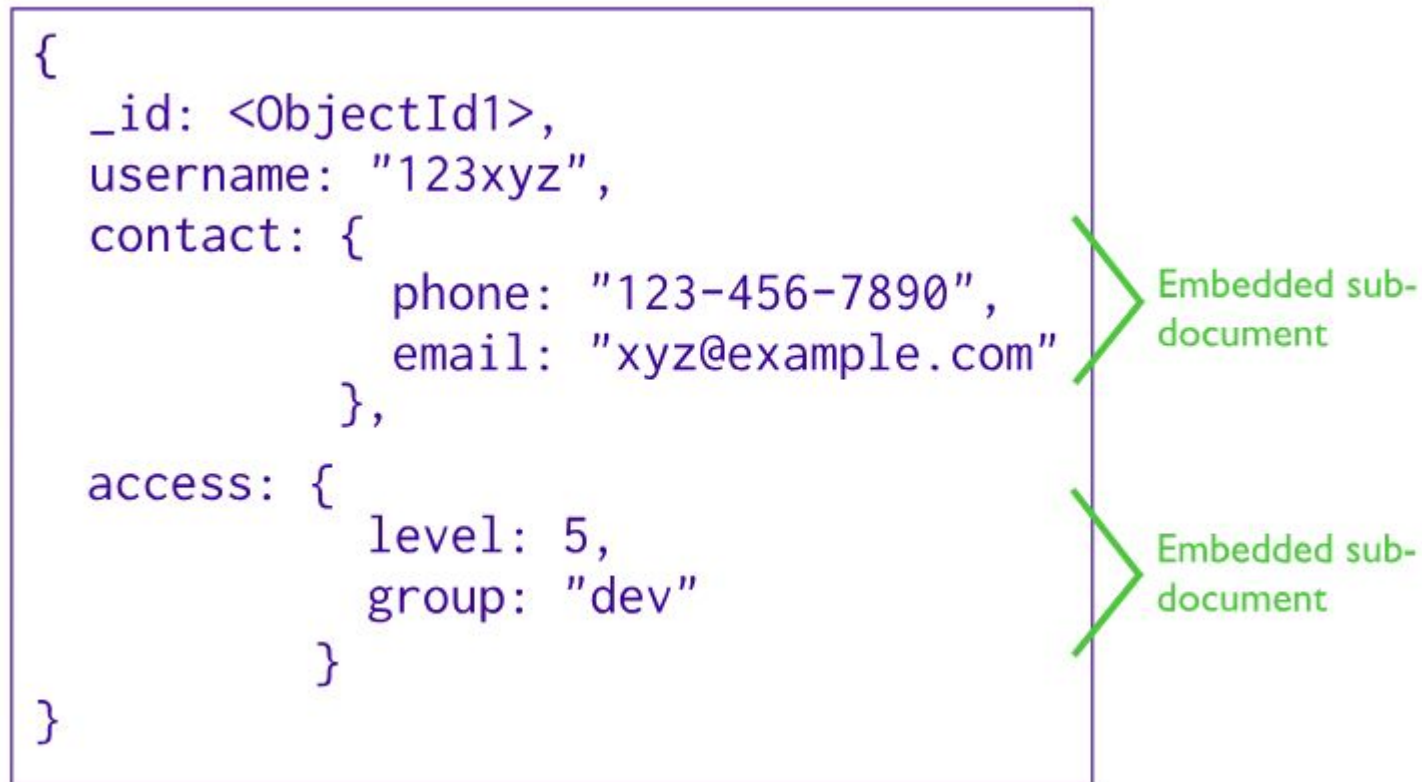 {
_id: <ObjectId1>,
username: "123xyz",
contact: {
phone: "123-456-7890",
email: "xyz@example.com"
},
access: {
level: 5,
group: "dev"
}
}
Embedded sub-
document
Embedded sub-
document